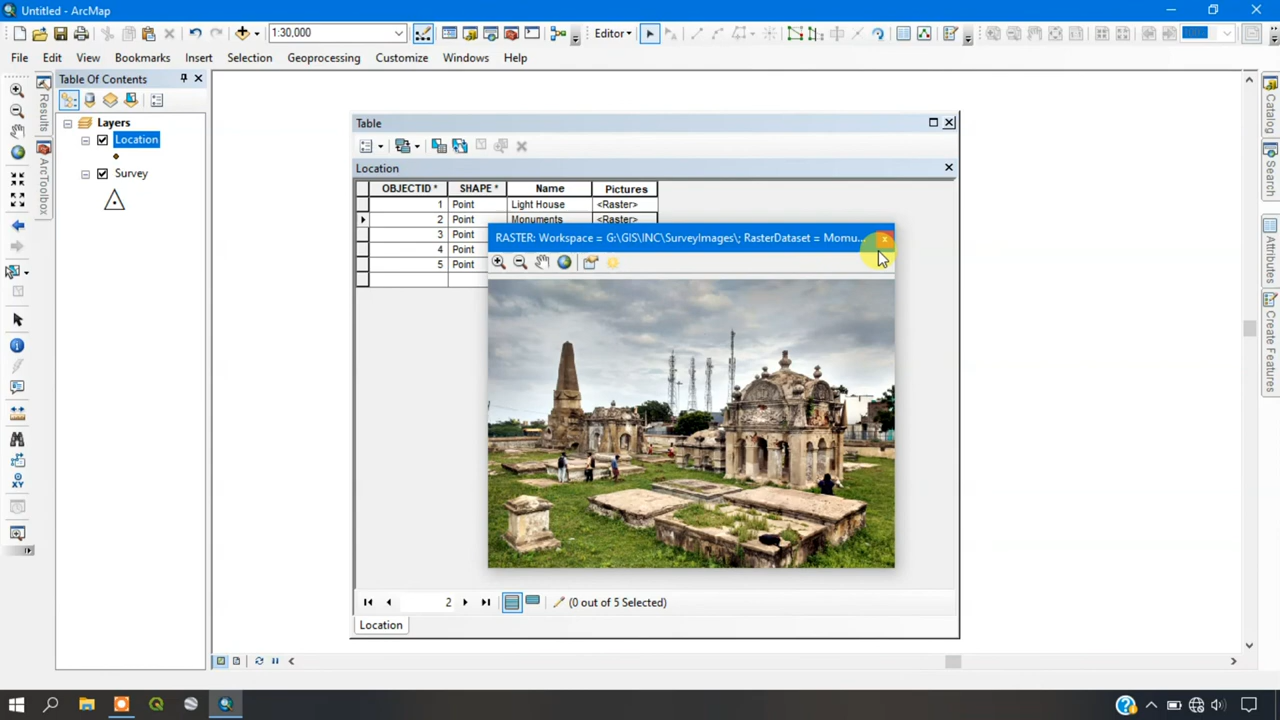 Untitled - ArcMap
1:30,000
Editor
File Edit View Bookmarks Insert Selection Geoprocessing Customize Windows Help
Table Of Contents
Layers
Location
Survey
Results
ArcToolbox
Table
Location
OBJECTID * SHAPE * Name Pictures
1 Point Light House <Raster>
2 Point Monuments <Raster>
3 Point
4 Point
5 Point
RASTER: Workspace = G:\GIS\INC\SurveyImages\; RasterDataset = Momu...
2
(0 out of 5 Selected)
Location
Catalog
Search
Attributes
Create Features
XY